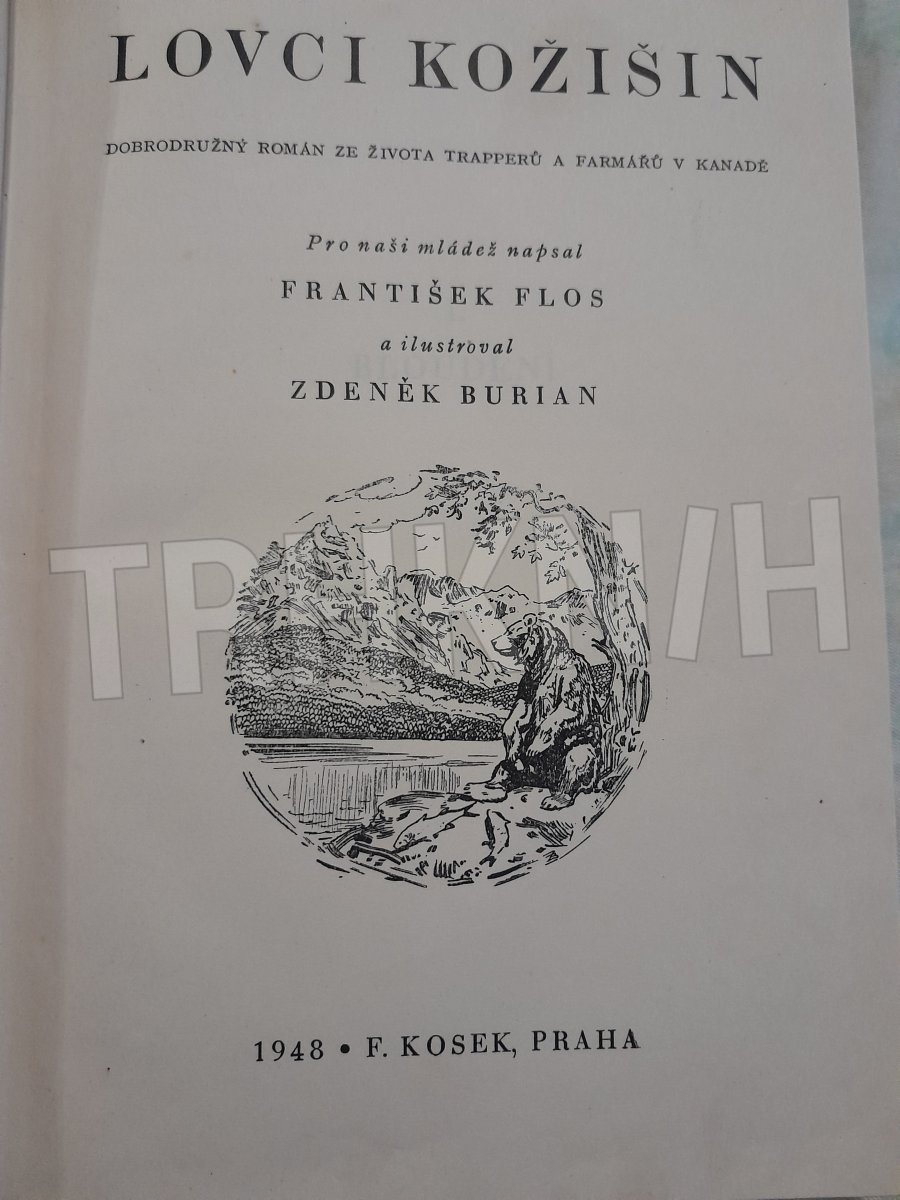 LOVCI KOŽIŠIN
DOBRODRUŽNÝ ROMÁN ZE ŽIVOTA TRAPPERŮ A FARMÁŘŮ V KANADĚ
Pro naši mládež napsal
FRANTIŠEK FLOS
a ilustroval
ZDENĚK BURIAN
1948 • F. KOSEK, PRAHA